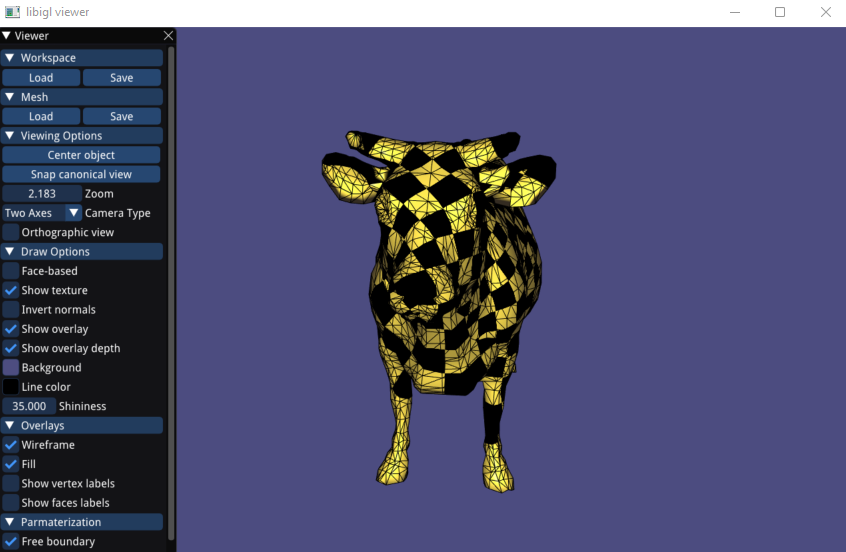 libigl viewer
Viewer
Workspace
Load Save
Mesh
Load Save
Viewing Options
Center object
Snap canonical view
2.183 Zoom
Two Axes Camera Type
Orthographic view
Draw Options
Face-based
Show texture
Invert normals
Show overlay
Show overlay depth
Background
Line color
35.000 Shininess
Overlays
Wireframe
Fill
Show vertex labels
Show faces labels
Parmaterization
Free boundary